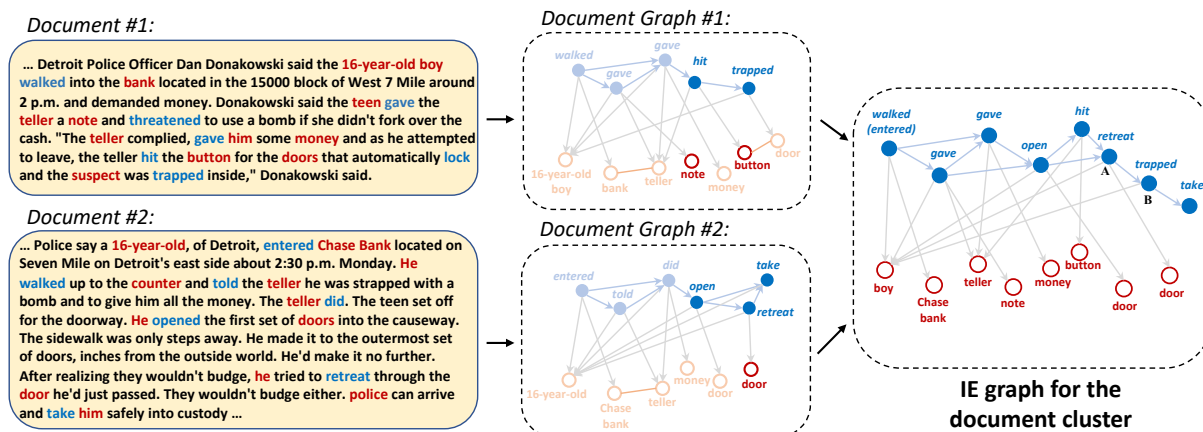 Document #1:
... Detroit Police Officer Dan Donakowski said the 16-year-old boy
walked into the bank located in the 15000 block of West 7 Mile around
2 p.m. and demanded money. Donakowski said the teen gave the
teller a note and threatened to use a bomb if she didn't fork over the
cash. "The teller complied, gave him some money and as he attempted
to leave, the teller hit the button for the doors that automatically lock
and the suspect was trapped inside," Donakowski said.
Document #2:
... Police say a 16-year-old, of Detroit, entered Chase Bank located on
Seven Mile on Detroit's east side about 2:30 p.m. Monday. He
walked up to the counter and told the teller he was strapped with a
bomb and to give him all the money. The teller did. The teen set off
for the doorway. He opened the first set of doors into the causeway.
The sidewalk was only steps away. He made it to the outermost set
of doors, inches from the outside world. He'd make it no further.
After realizing they wouldn't budge, he tried to retreat through the
door he'd just passed. They wouldn't budge either. police can arrive
and take him safely into custody ...
Document Graph #1:
walked
gave
gave
hit
trapped
16-year-old
boy
bank
teller
note
money
button
door
Document Graph #2:
entered
told
did
open
take
retreat
16-year-old
Chase
bank
teller
money
door
door
walked
(entered)
gave
gave
open
hit
retreat
A
trapped
B
take
boy
Chase
bank
teller
note
money
button
door
door
IE graph for the
document cluster